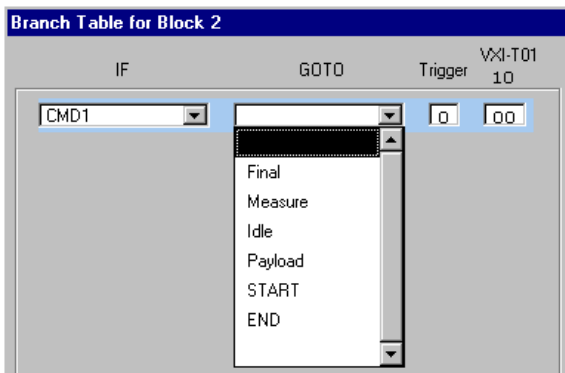 Branch Table for Block 2
IF GOTO Trigger VXI-T01
10
CMD1 0 00
Final
Measure
Idle
Payload
START
END